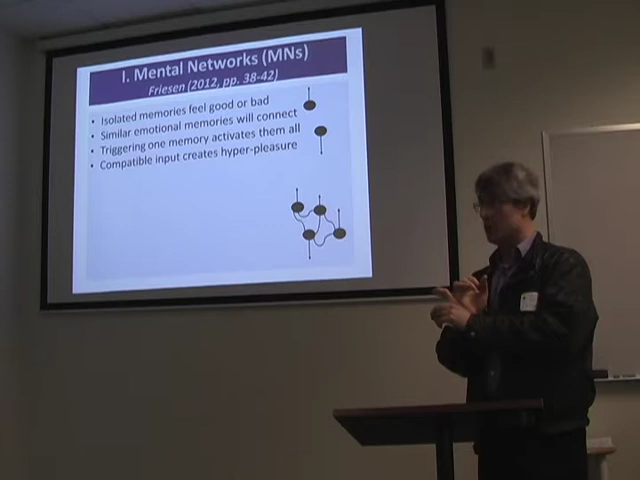 I. Mental Networks (MNs)
Friesen (2012, pp. 38-42)
• Isolated memories feel good or bad
• Similar emotional memories will connect
• Triggering one memory activates them all
• Compatible input creates hyper-pleasure